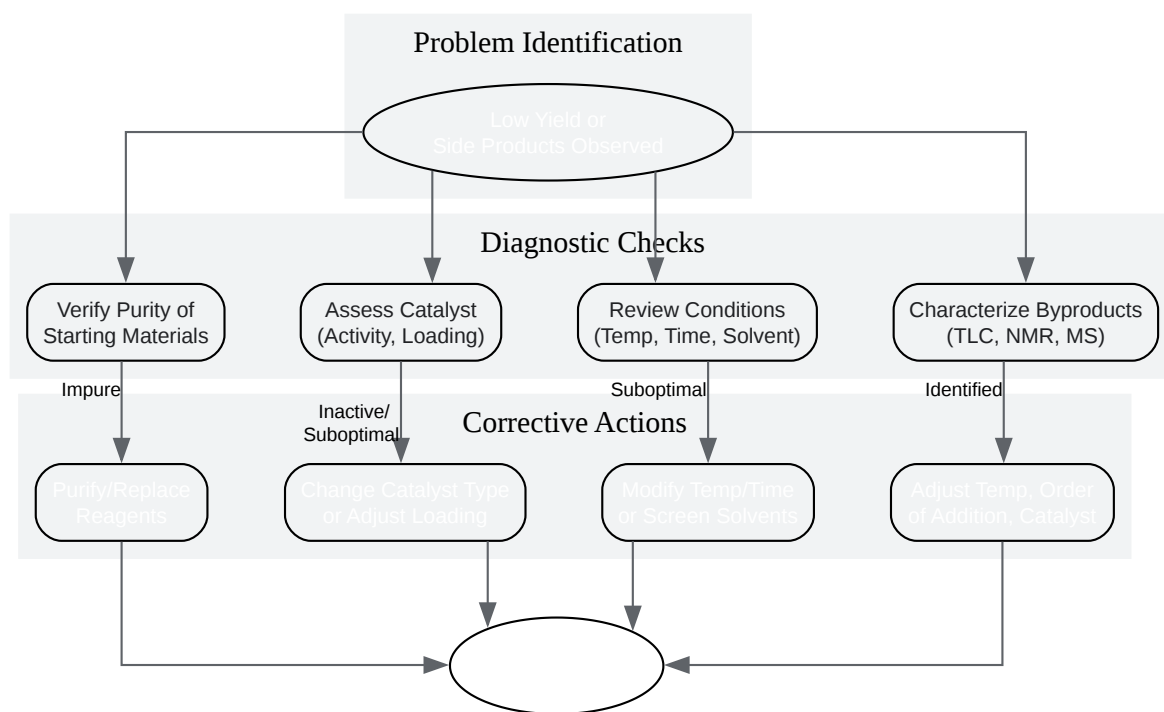 Problem Identification
Low Yield or
Side Products Observed
Diagnostic Checks
Verify Purity of
Starting Materials
Assess Catalyst
(Activity, Loading)
Review Conditions
(Temp, Time, Solvent)
Characterize Byproducts
(TLC, NMR, MS)
Impure
Inactive/
Suboptimal
Suboptimal
Identified
Corrective Actions
Purify/Replace
Reagents
Change Catalyst Type
or Adjust Loading
Modify Temp/Time
or Screen Solvents
Adjust Temp, Order
of Addition, Catalyst